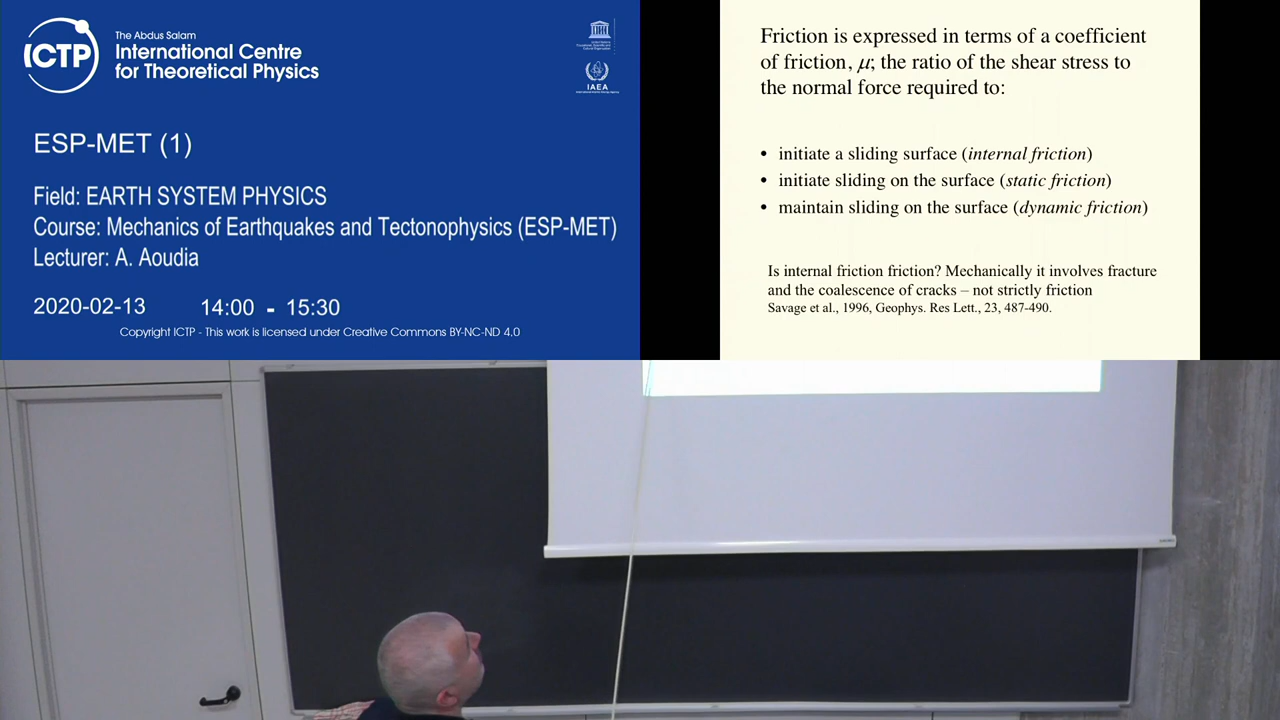 ICTP
The Abdus Salam
International Centre
for Theoretical Physics
IAEA
ESP-MET (1)
Field: EARTH SYSTEM PHYSICS
Course: Mechanics of Earthquakes and Tectonophysics (ESP-MET)
Lecturer: A. Aoudia
2020-02-13 14:00 - 15:30
Copyright ICTP - This work is licensed under Creative Commons BY-NC-ND 4.0
Friction is expressed in terms of a coefficient
of friction, μ; the ratio of the shear stress to
the normal force required to:
• initiate a sliding surface (internal friction)
• initiate sliding on the surface (static friction)
• maintain sliding on the surface (dynamic friction)
Is internal friction friction? Mechanically it involves fracture
and the coalescence of cracks – not strictly friction
Savage et al., 1996, Geophys. Res Lett., 23, 487-490.